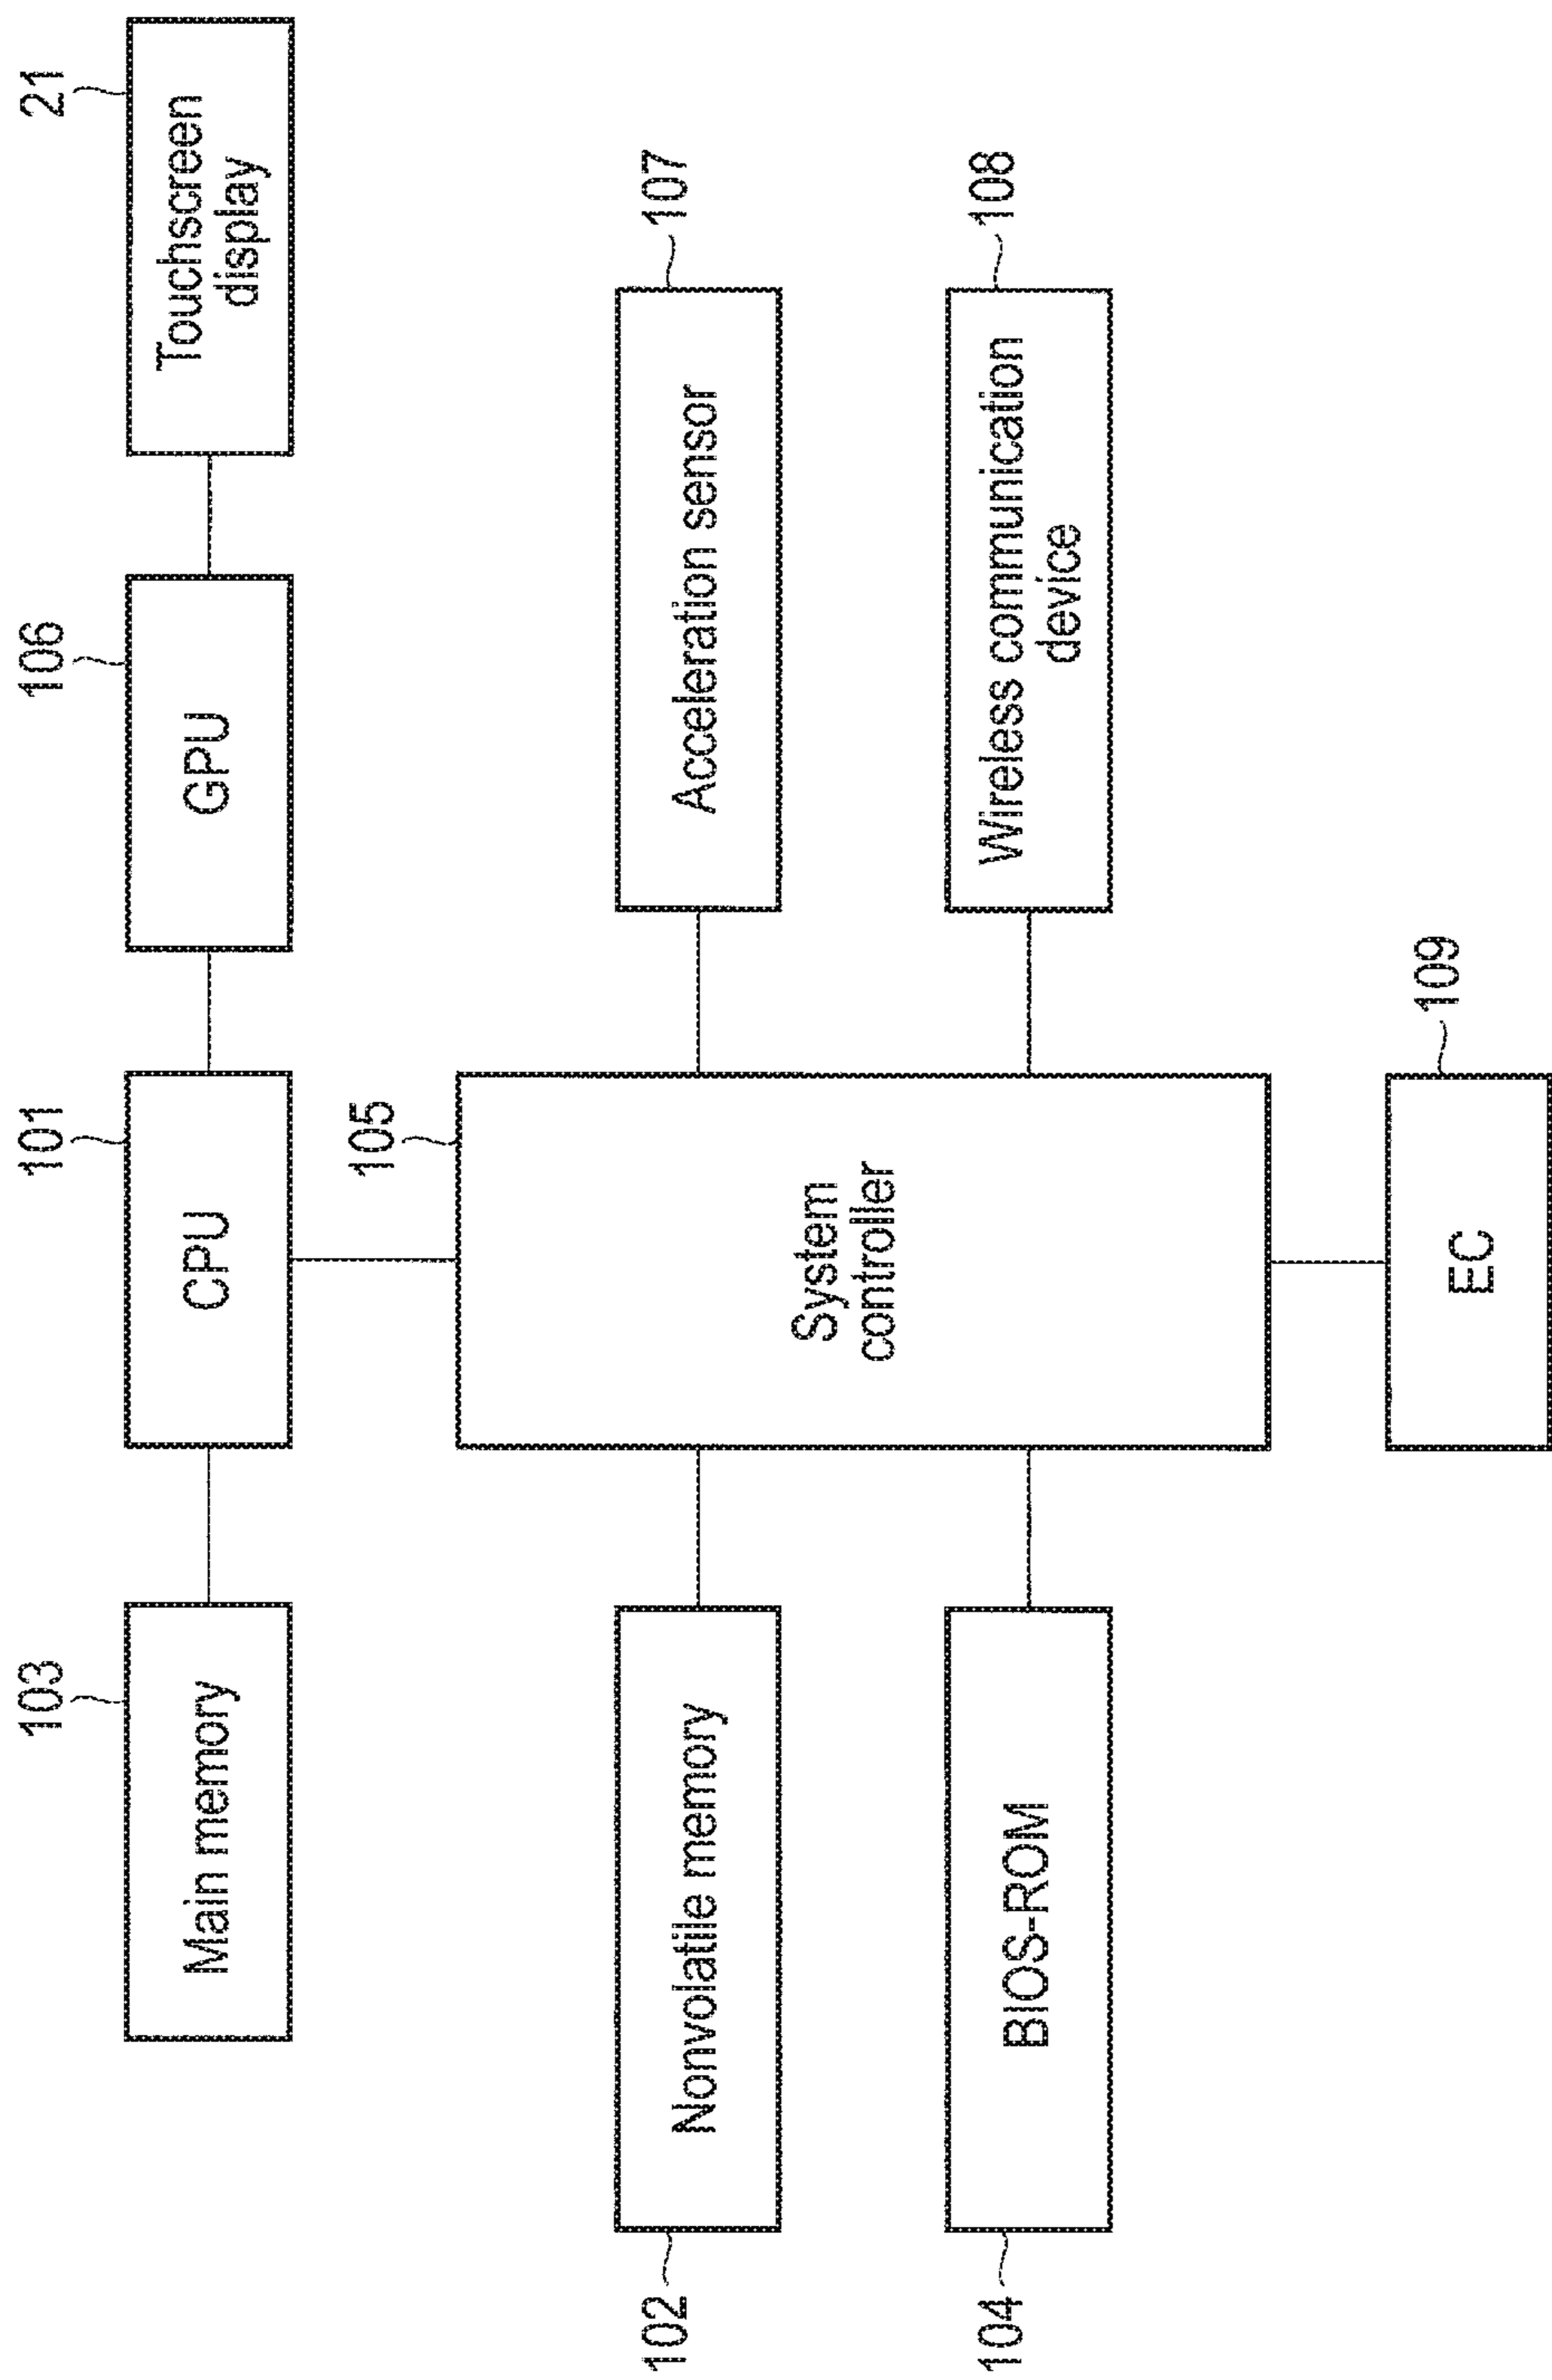 103
Main memory
101
CPU
106
GPU
21
Touchscreen
display
105
System
controller
102
Nonvolatile memory
107
Acceleration sensor
104
BIOS-ROM
108
Wireless communication
device
109
EC